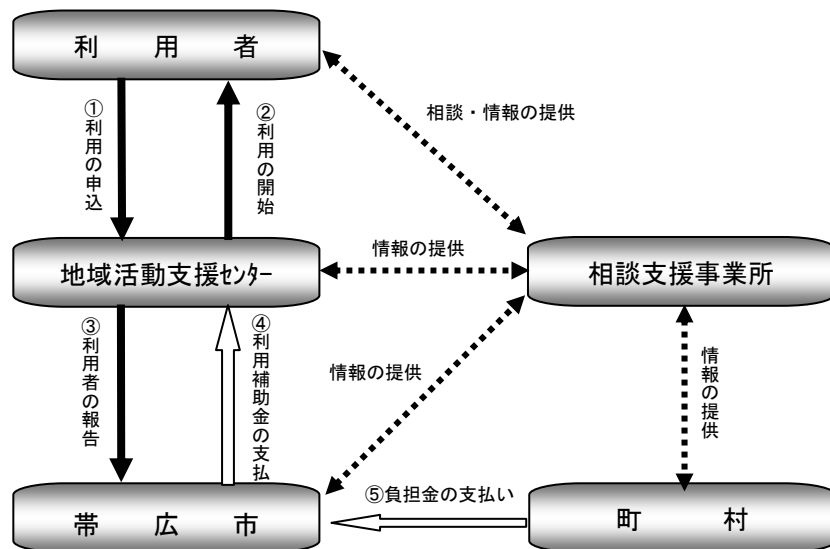 利用者
①利用の申込
②利用の開始
相談・情報の提供
地域活動支援ｾﾝﾀｰ
情報の提供
相談支援事業所
③利用者の報告
④利用補助金の支払
情報の提供
情報の提供
帯広市
⑤負担金の支払い
町村